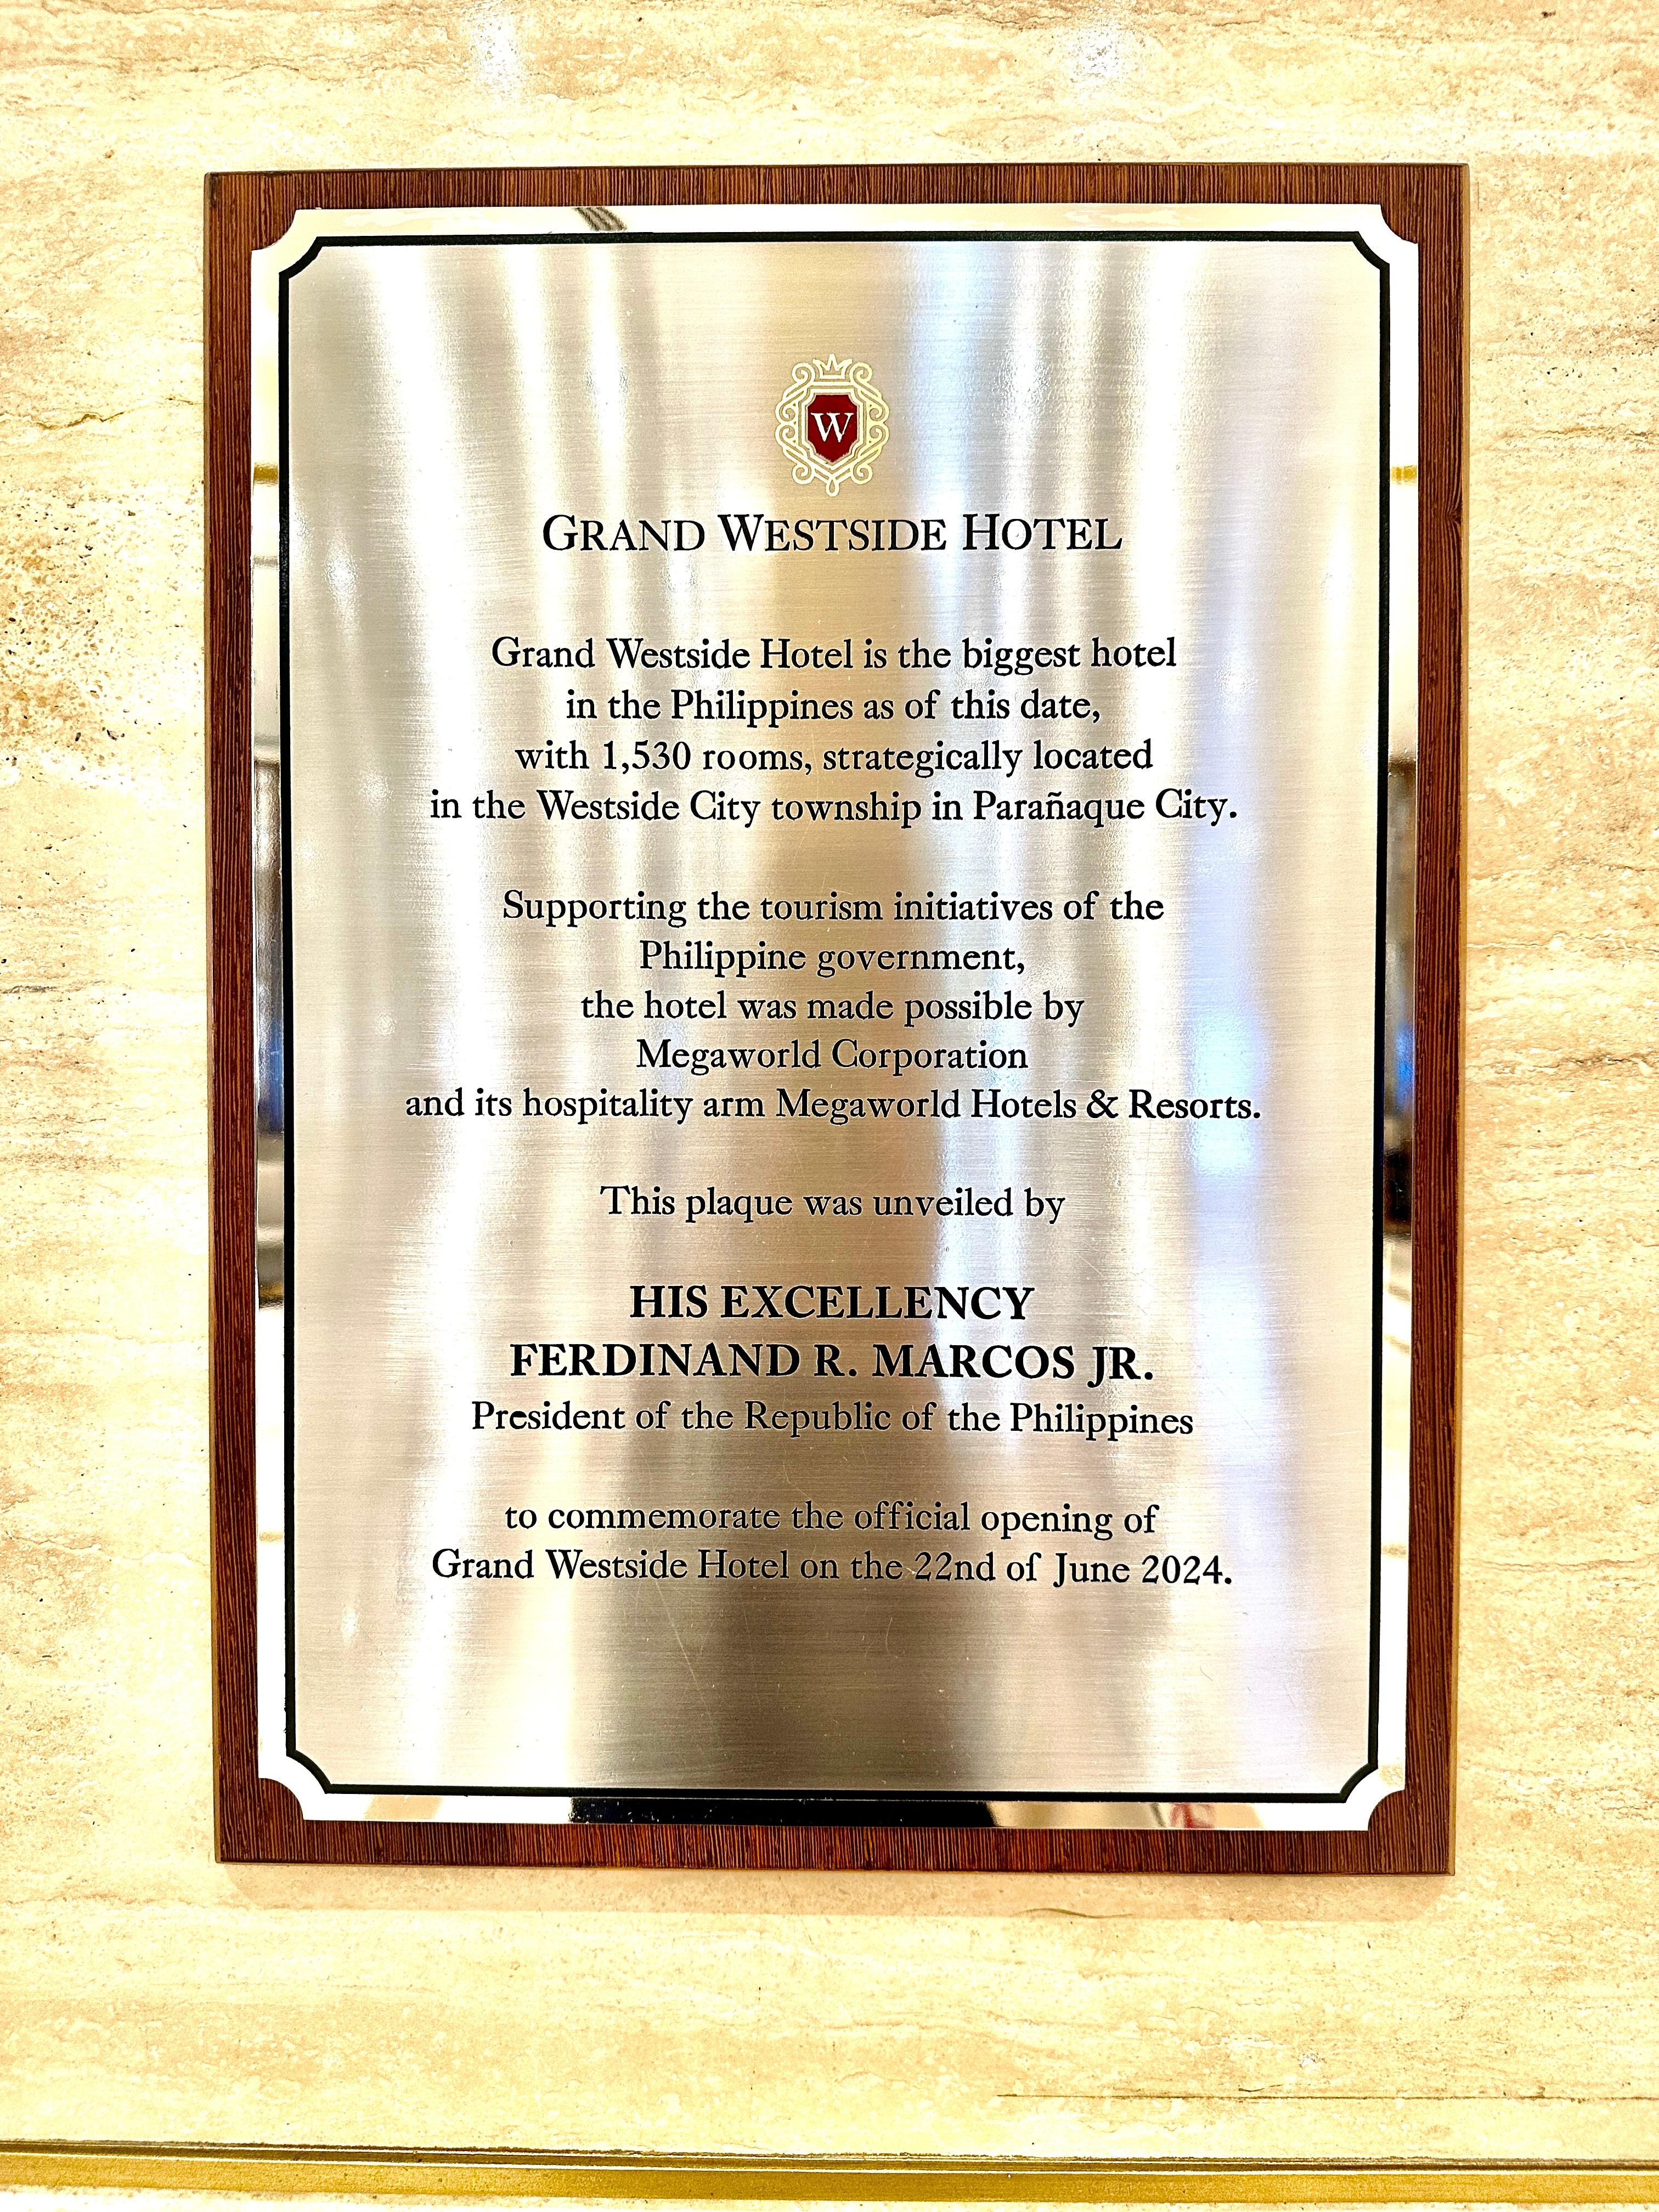 W
GRAND WESTSIDE HOTEL
Grand Westside Hotel is the biggest hotel
in the Philippines as of this date,
with 1,530 rooms, strategically located
in the Westside City township in Parañaque City.
Supporting the tourism initiatives of the
Philippine government,
the hotel was made possible by
Megaworld Corporation
and its hospitality arm Megaworld Hotels & Resorts.
This plaque was unveiled by
HIS EXCELLENCY
FERDINAND R. MARCOS JR.
President of the Republic of the Philippines
to commemorate the official opening of
Grand Westside Hotel on the 22nd of June 2024.